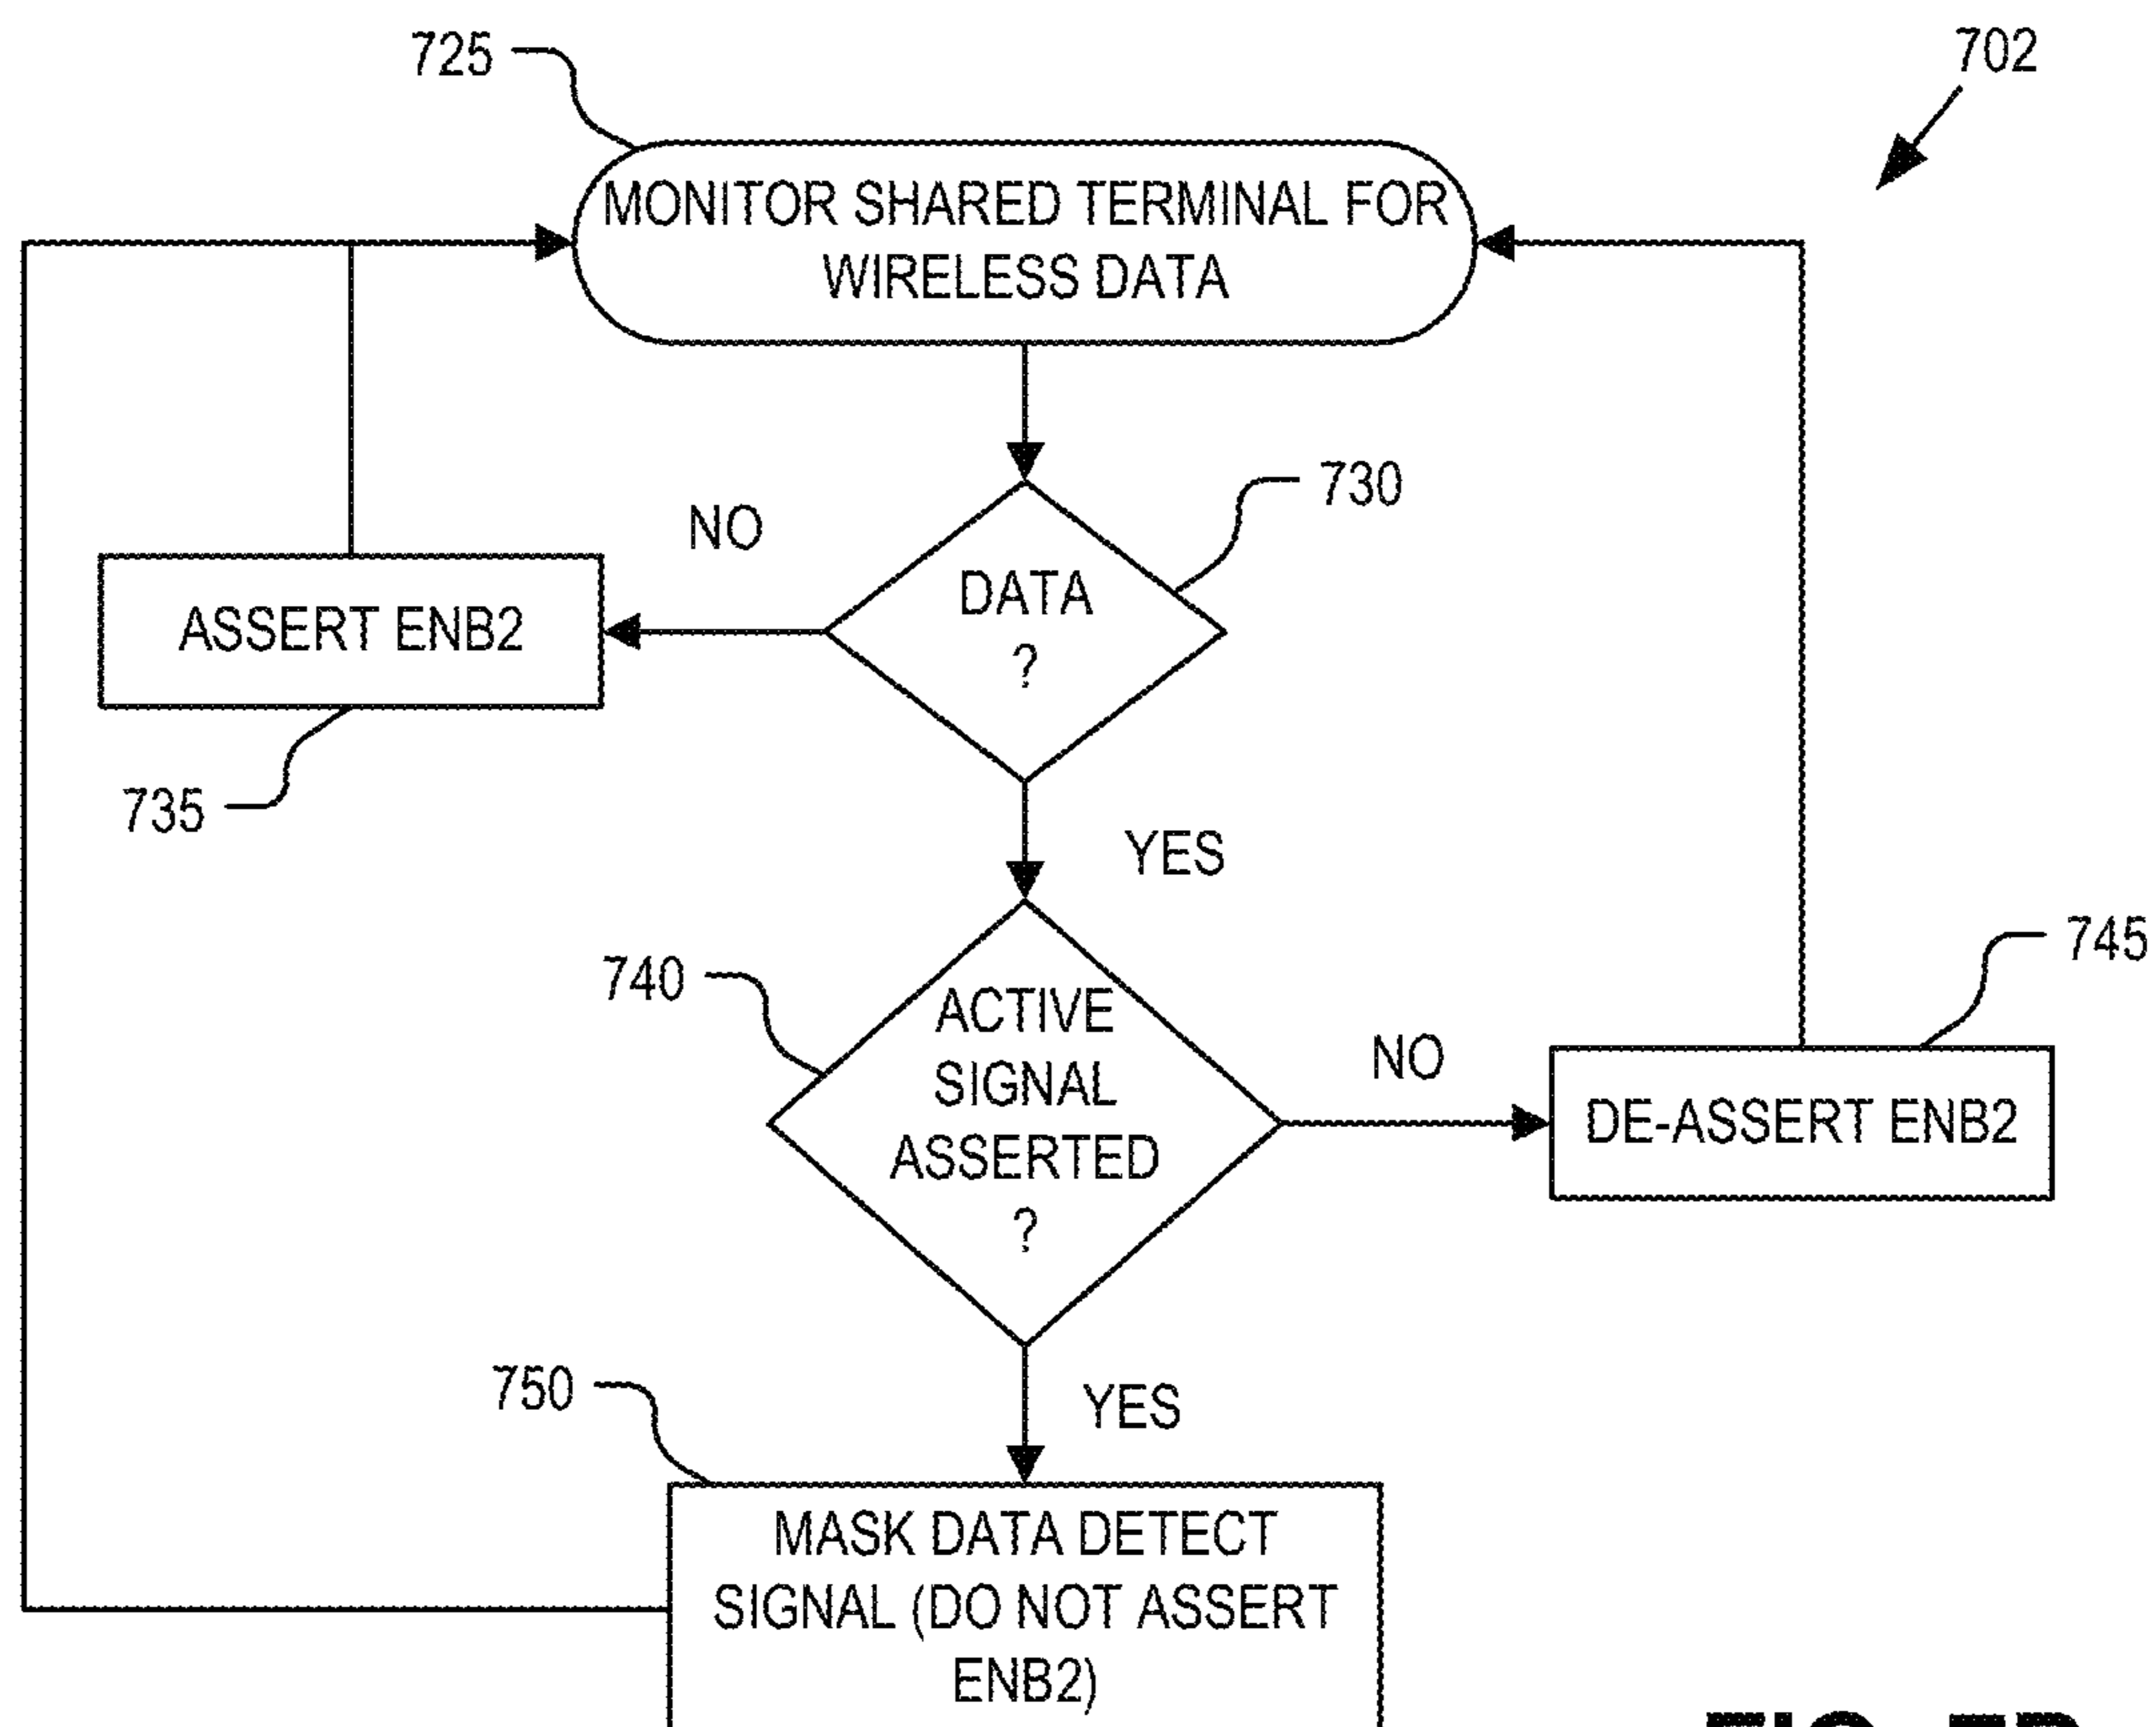 725
702
MONITOR SHARED TERMINAL FOR
WIRELESS DATA
730
NO
DATA
?
ASSERT ENB2
735
YES
745
740
ACTIVE
SIGNAL
ASSERTED
?
NO
DE-ASSERT ENB2
750
YES
MASK DATA DETECT
SIGNAL (DO NOT ASSERT
ENB2)